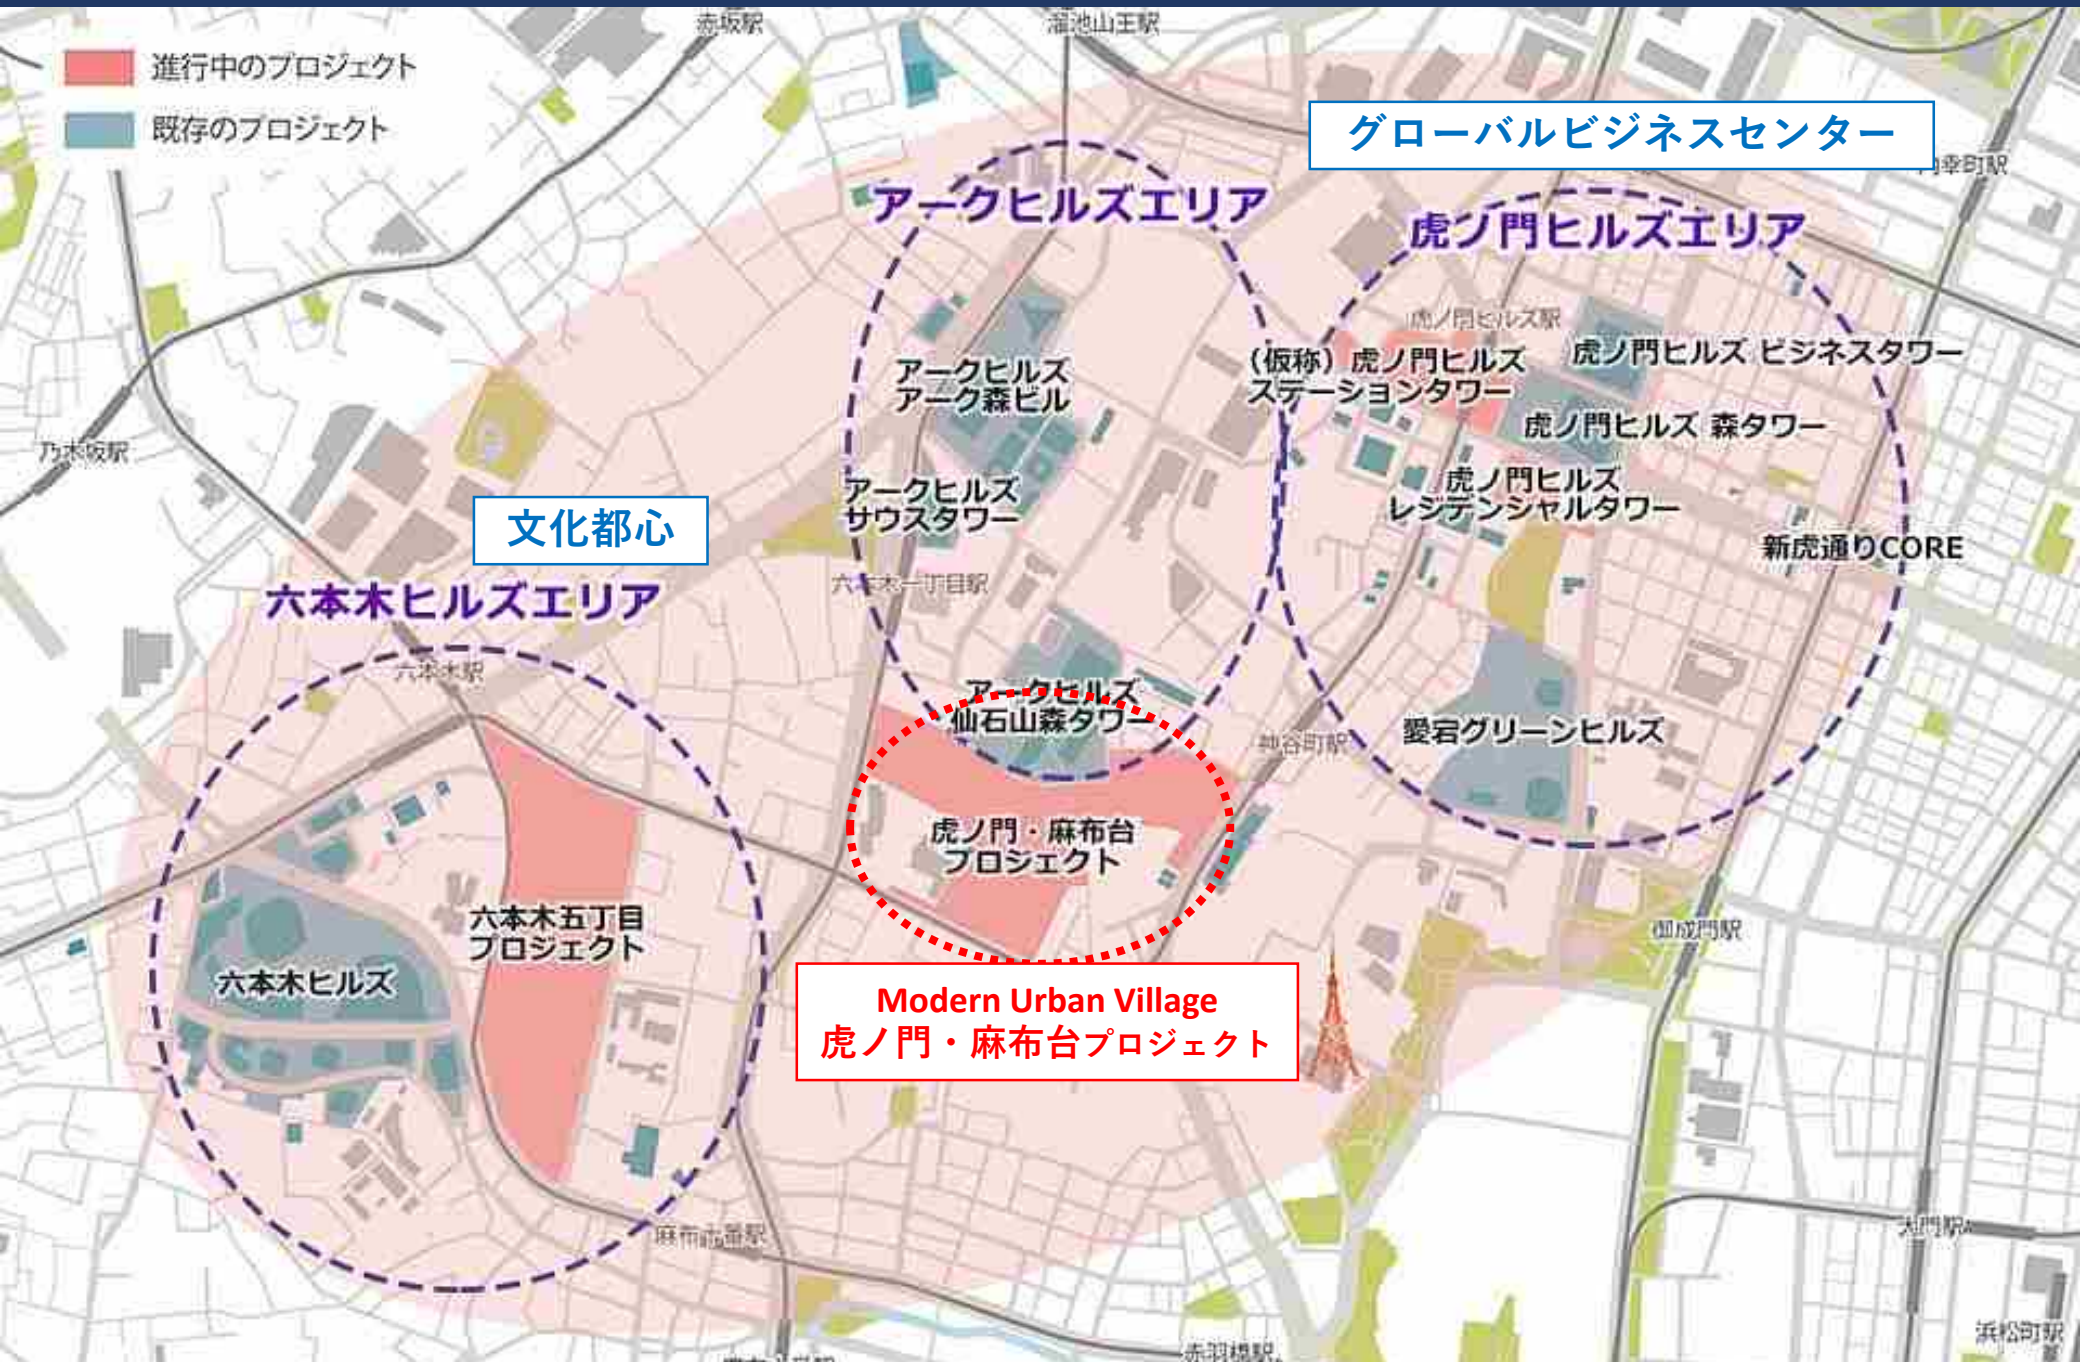 赤坂駅
溜池山王駅
進行中のプロジェクト
既存のプロジェクト
グローバルビジネスセンター
幸町駅
アークヒルズエリア
虎ノ門ヒルズエリア
虎ノ門ヒルズ駅
(仮称)虎ノ門ヒルズ
ステーションタワー
虎ノ門ヒルズ ビジネスタワー
アークヒルズ
アーク森ビル
虎ノ門ヒルズ 森タワー
乃木坂駅
アークヒルズ
サウスタワー
虎ノ門ヒルズ
レジデンシャルタワー
文化都心
新虎通りCORE
六本木一丁目駅
六本木ヒルズエリア
六本木駅
アークヒルズ
仙石山森タワー
神谷町駅
愛宕グリーンヒルズ
虎ノ門・麻布台
プロジェクト
六本木五丁目
プロジェクト
御成門駅
六本木ヒルズ
Modern Urban Village
虎ノ門・麻布台プロジェクト
麻布十番駅
大門駅
浜松町駅
赤羽橋駅